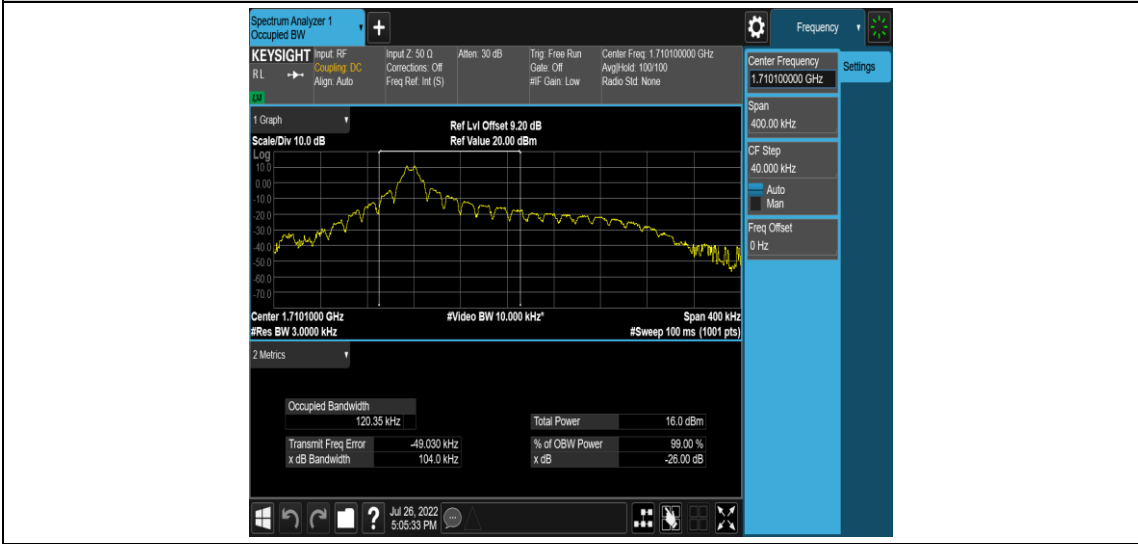 Spectrum Analyzer 1
Occupied BW
+
Frequency
KEYSIGHT
RL
LXI
Input: RF
Coupling: DC
Align: Auto
Input Z: 50 Ω
Corrections: Off
Freq Ref: Int (S)
Atten: 30 dB
Trig: Free Run
Gate: Off
#IF Gain: Low
Center Freq: 1.710100000 GHz
Avg|Hold: 100/100
Radio Std: None
Center Frequency
1.710100000 GHz
Settings
Span
400.00 kHz
CF Step
40.000 kHz
Auto
Man
Freq Offset
0 Hz
1 Graph
Scale/Div 10.0 dB
Ref Lvl Offset 9.20 dB
Ref Value 20.00 dBm
Log
10.0
0.00
-10.0
-20.0
-30.0
-40.0
-50.0
-60.0
-70.0
Center 1.7101000 GHz
#Video BW 10.000 kHz*
Span 400 kHz
#Res BW 3.0000 kHz
#Sweep 100 ms (1001 pts)
2 Metrics
Occupied Bandwidth
120.35 kHz
Total Power 16.0 dBm
Transmit Freq Error -49.030 kHz
% of OBW Power 99.00 %
x dB Bandwidth 104.0 kHz
x dB -26.00 dB
?
Jul 26, 2022
5:05:33 PM